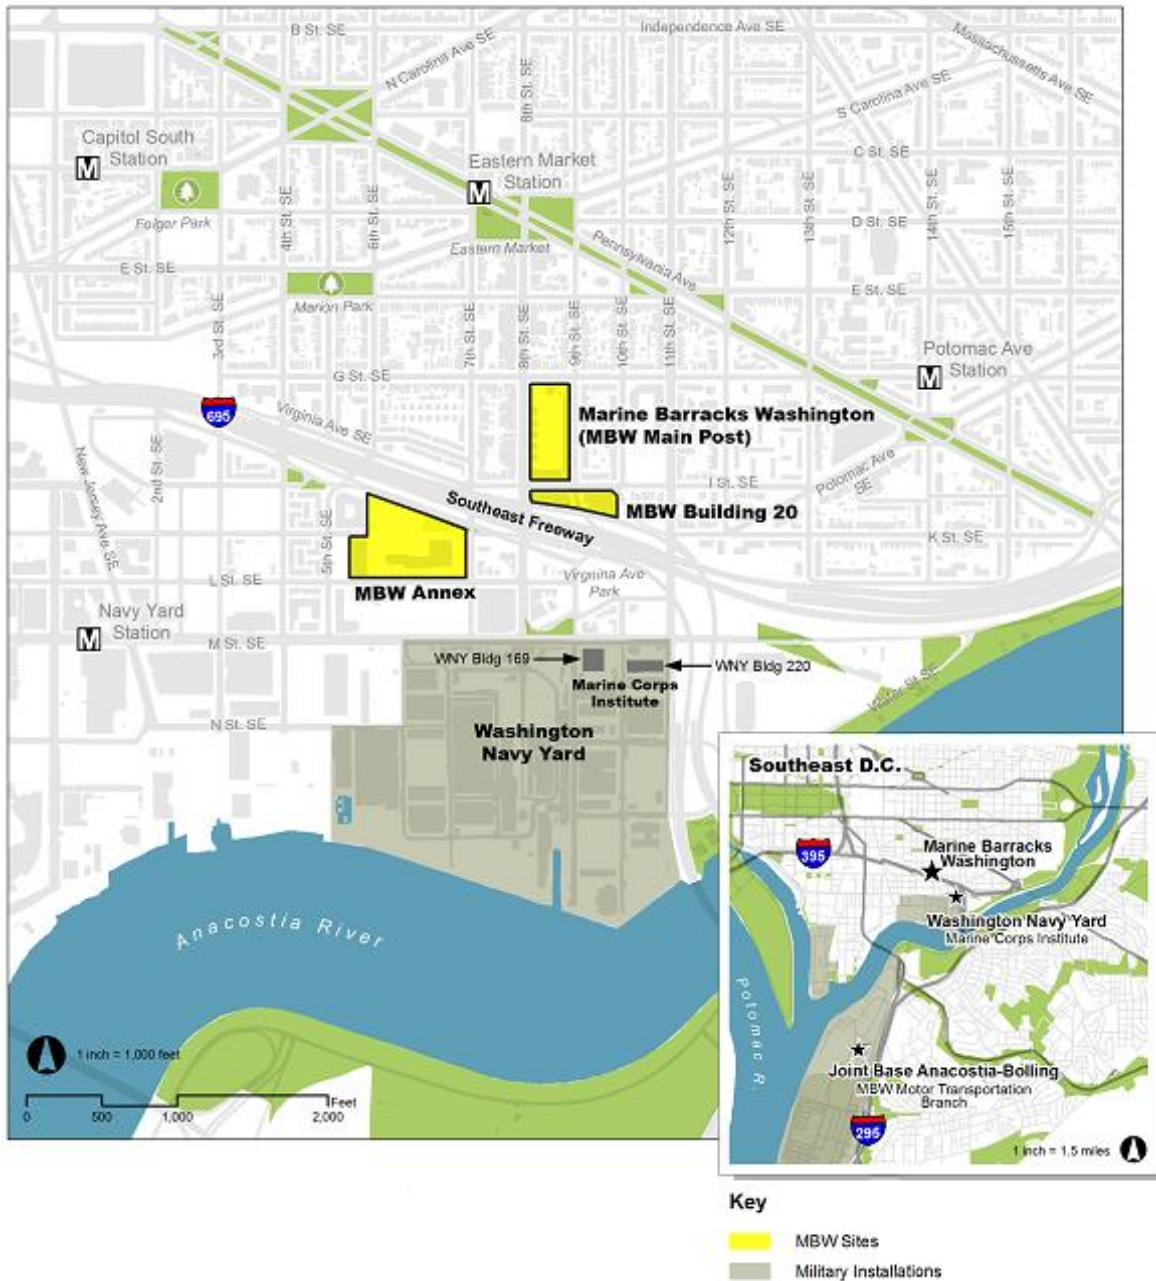 B St. SE
Independence Ave SE
Massachussetts Ave SE
N Carolina Ave SE
8th St. SE
S Carolina Ave SE
Capitol South
Station
M
Eastern Market
Station
M
C St. SE
Folger Park
4th St. SE
6th St. SE
Eastern Market
Pennsylvania Ave
12th St. SE
13th St. SE
D St. SE
14th St. SE
15th St. SE
E St. SE
Marion Park
E St. SE
3rd St. SE
7th St. SE
8th St. SE
9th St. SE
10th St. SE
11th St. SE
Potomac Ave
Station
M
G St. SE
695
Virginia Ave SE
Marine Barracks Washington
(MBW Main Post)
New Jersey Ave SE
2nd St. SE
I St. SE
Potomac Ave
SE
MBW Building 20
Southeast Freeway
5th St. SE
K St. SE
L St. SE
MBW Annex
Virgnina Ave
Park
Navy Yard
Station
M
M St. SE
WNY Bldg 169
WNY Bldg 220
Marine Corps
Institute
Water St. SE
N St. SE
Washington
Navy Yard
Anacostia River
1 inch = 1,000 feet
Feet
0 500 1,000 2,000
Southeast D.C.
395
Marine Barracks
Washington
Washington Navy Yard
Marine Corps Institute
Potomac R.
Joint Base Anacostia-Bolling
MBW Motor Transportation
Branch
295
1 inch = 1.5 miles
Key
MBW Sites
Military Installations